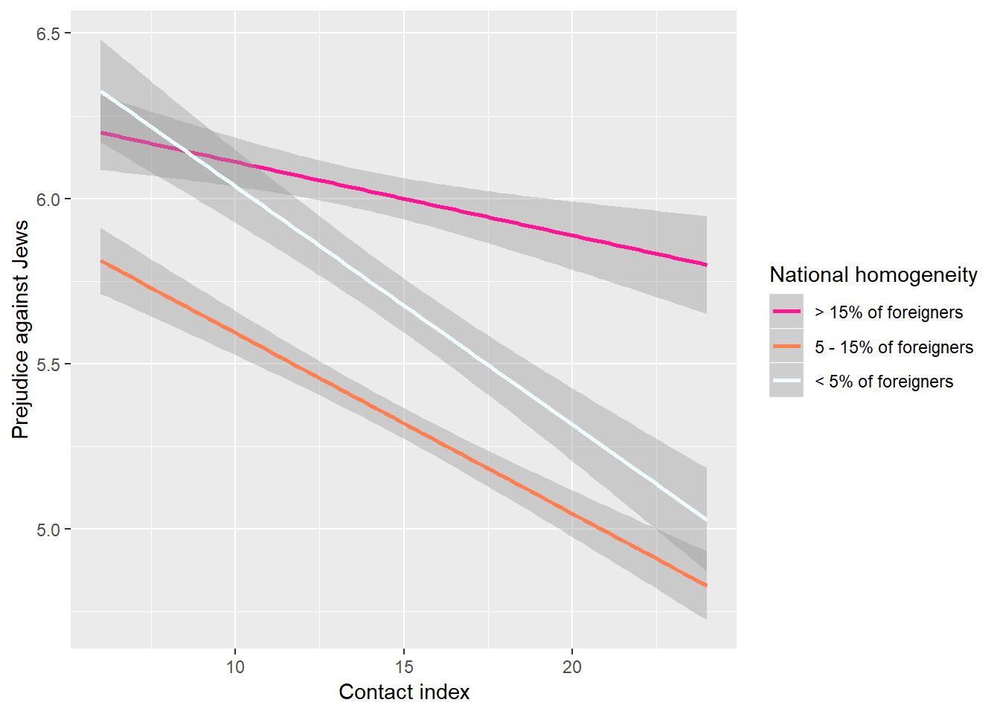 6.5
6.0
5.5
5.0
Prejudice against Jews
10 15 20
Contact index
National homogeneity
> 15% of foreigners
5 - 15% of foreigners
< 5% of foreigners